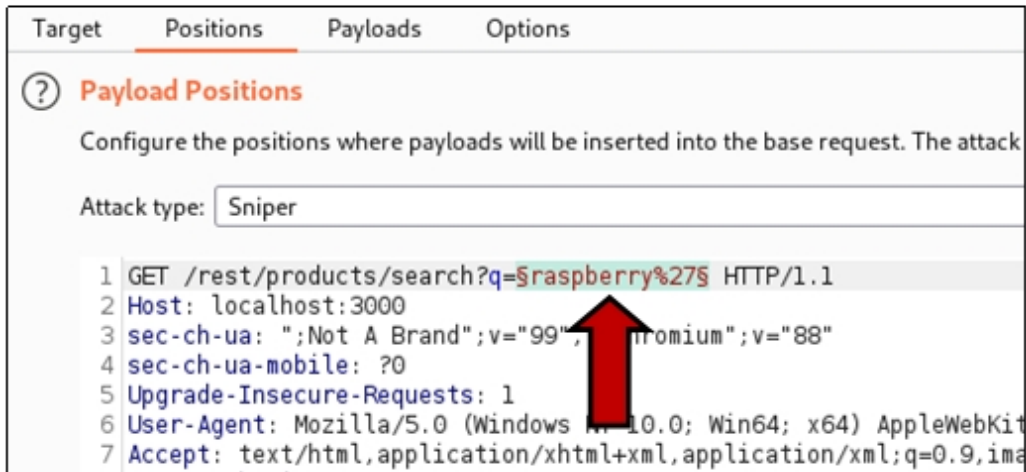 Target Positions Payloads Options
? Payload Positions
Configure the positions where payloads will be inserted into the base request. The attack
Attack type: Sniper
1 GET /rest/products/search?q=§raspberry%27§ HTTP/1.1
2 Host: localhost:3000
3 sec-ch-ua: ";Not A Brand";v="99", romium";v="88"
4 sec-ch-ua-mobile: ?0
5 Upgrade-Insecure-Requests: 1
6 User-Agent: Mozilla/5.0 (Windows 10.0; Win64; x64) AppleWebKit
7 Accept: text/html,application/xhtml+xml,application/xml;q=0.9,ima